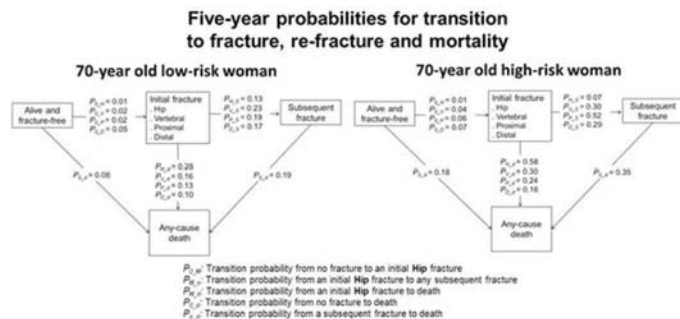 Five-year probabilities for transition
to fracture, re-fracture and mortality
70-year old low-risk woman
70-year old high-risk woman
Alive and
fracture-free
= 0.01
= 0.02
= 0.02
= 0.05
Initial fracture
. Hip
. Vertebral
. Proximal
. Distal
= 0.13
= 0.23
= 0.19
= 0.17
Subsequent
fracture
= 0.08
= 0.28
= 0.16
= 0.13
= 0.10
= 0.19
Any-cause
death
Alive and
fracture-free
= 0.01
= 0.04
= 0.06
= 0.07
Initial fracture
. Hip
. Vertebral
. Proximal
. Distal
= 0.07
= 0.30
= 0.52
= 0.29
Subsequent
fracture
= 0.18
= 0.58
= 0.30
= 0.24
= 0.16
= 0.35
Any-cause
death
Transition probability from no fracture to an initial Hip fracture
Transition probability from an initial Hip fracture to any subsequent fracture
Transition probability from an initial Hip fracture to death
Transition probability from no fracture to death
Transition probability from a subsequent fracture to death